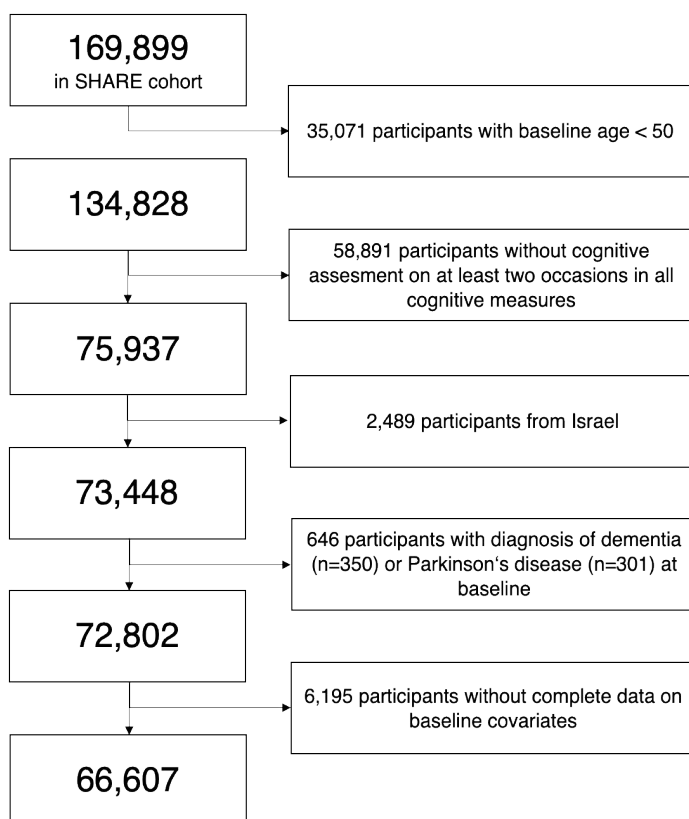 169,899
in SHARE cohort
35,071 participants with baseline age < 50
134,828
58,891 participants without cognitive
assesment on at least two occasions in all
cognitive measures
75,937
2,489 participants from Israel
73,448
646 participants with diagnosis of dementia
(n=350) or Parkinson‘s disease (n=301) at
baseline
72,802
6,195 participants without complete data on
baseline covariates
66,607